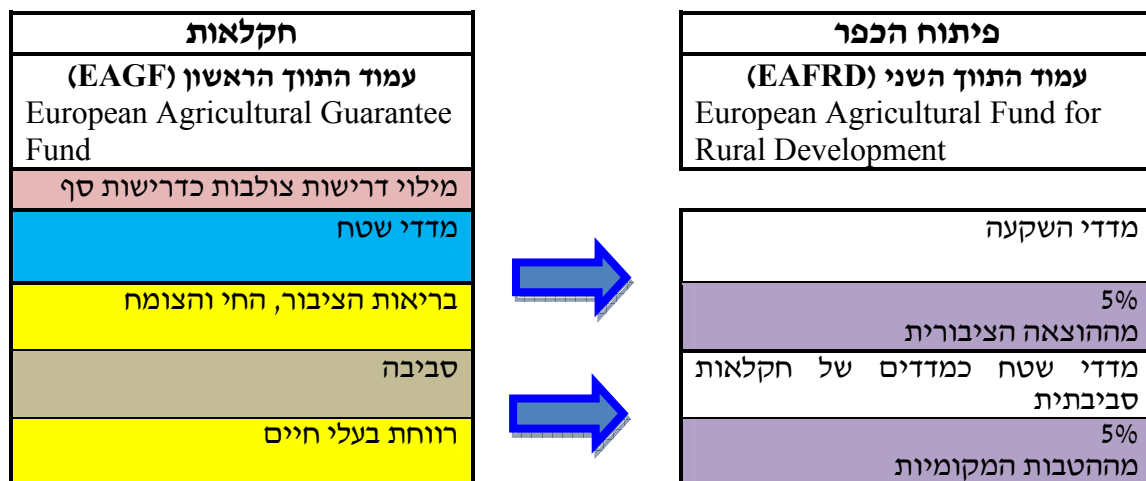 חקלאות
עמוד התווך הראשון (EAGF)
European Agricultural Guarantee
Fund
מילוי דרישות צולבות כדרישות סף
מדדי שטח
בריאות הציבור, החי והצומח
סביבה
רווחת בעלי חיים
פיתוח הכפר
עמוד התווך השני (EAFRD)
European Agricultural Fund for
Rural Development
מדדי השקעה
5%
מההוצאה הציבורית
מדדי שטח כמדדים של חקלאות
סביבתית
5%
מההטבות המקומיות